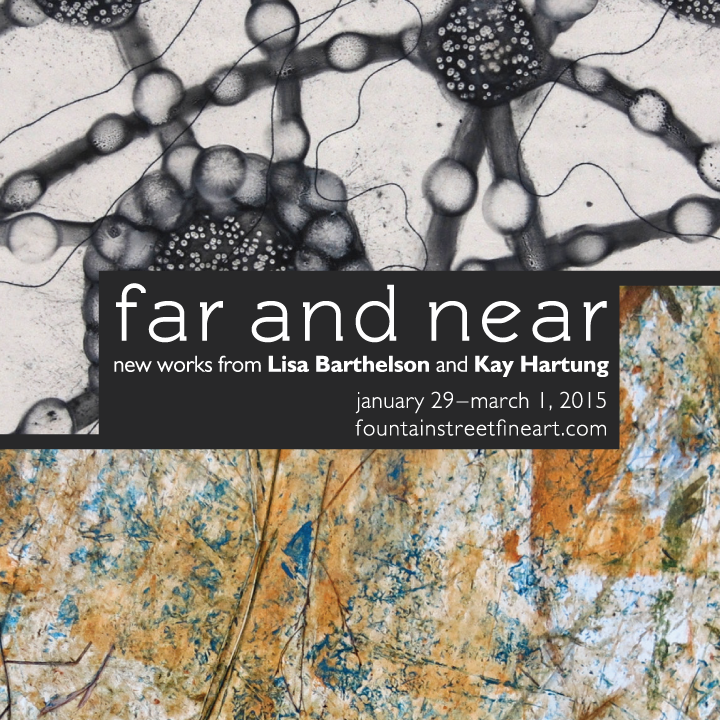 far and near
new works from Lisa Barthelson and Kay Hartung
january 29–march 1, 2015
fountainstreetfineart.com